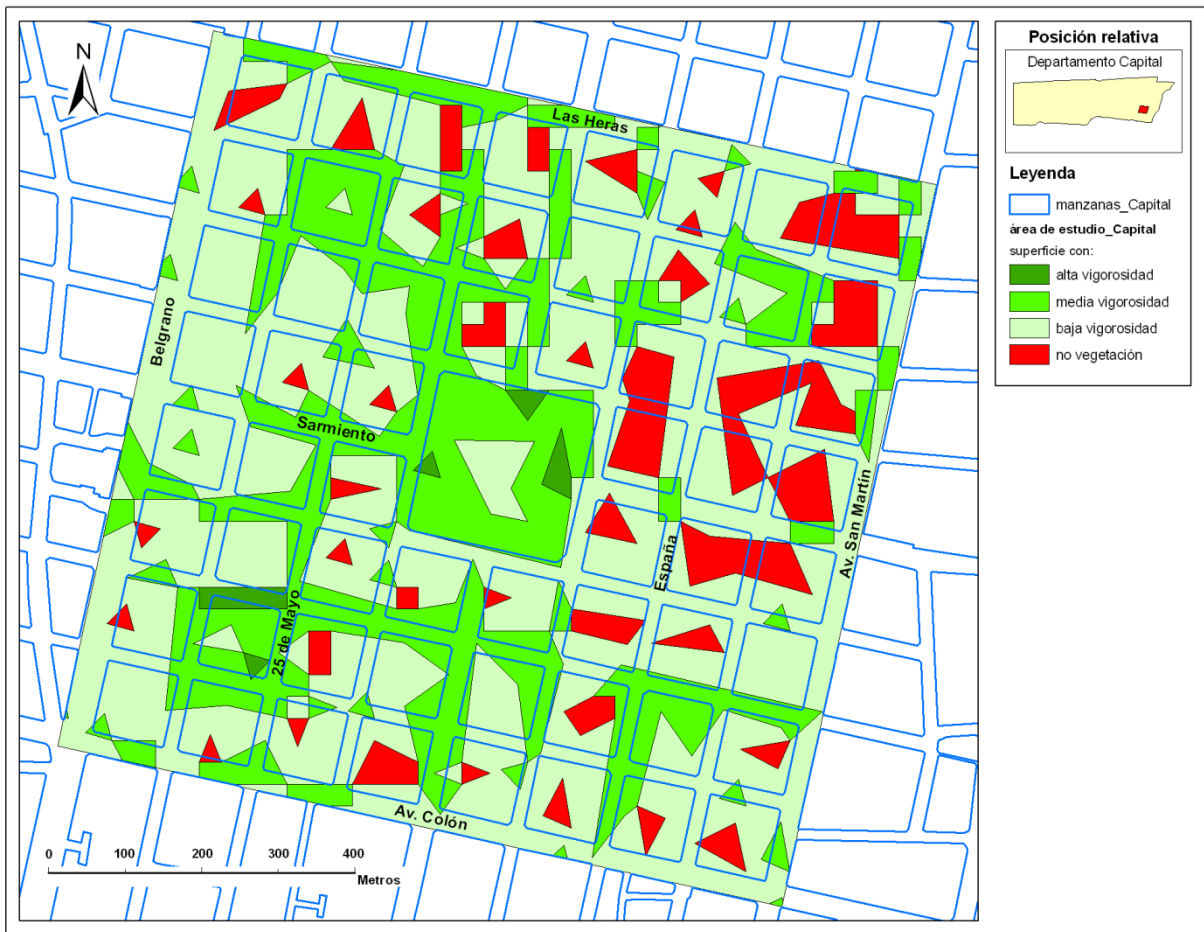 N
Las Heras
Belgrano
Sarmiento
25 de Mayo
España
Av. San Martín
Av. Colón
0 100 200 300 400
Metros
Posición relativa
Departamento Capital
Leyenda
manzanas_Capital
área de estudio_Capital
superficie con:
alta vigorosidad
media vigorosidad
baja vigorosidad
no vegetación